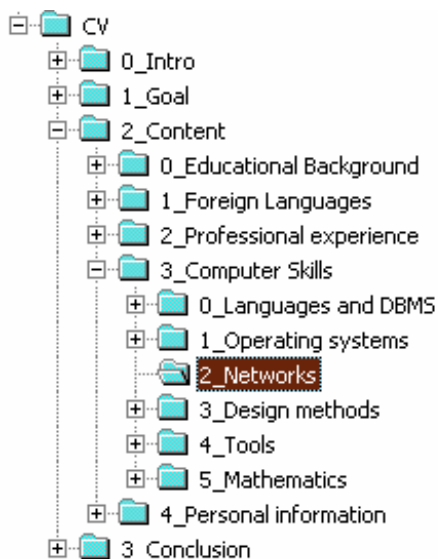 CV
0_Intro
1_Goal
2_Content
0_Educational Background
1_Foreign Languages
2_Professional experience
3_Computer Skills
0_Languages and DBMS
1_Operating systems
2_Networks
3_Design methods
4_Tools
5_Mathematics
4_Personal information
3_Conclusion